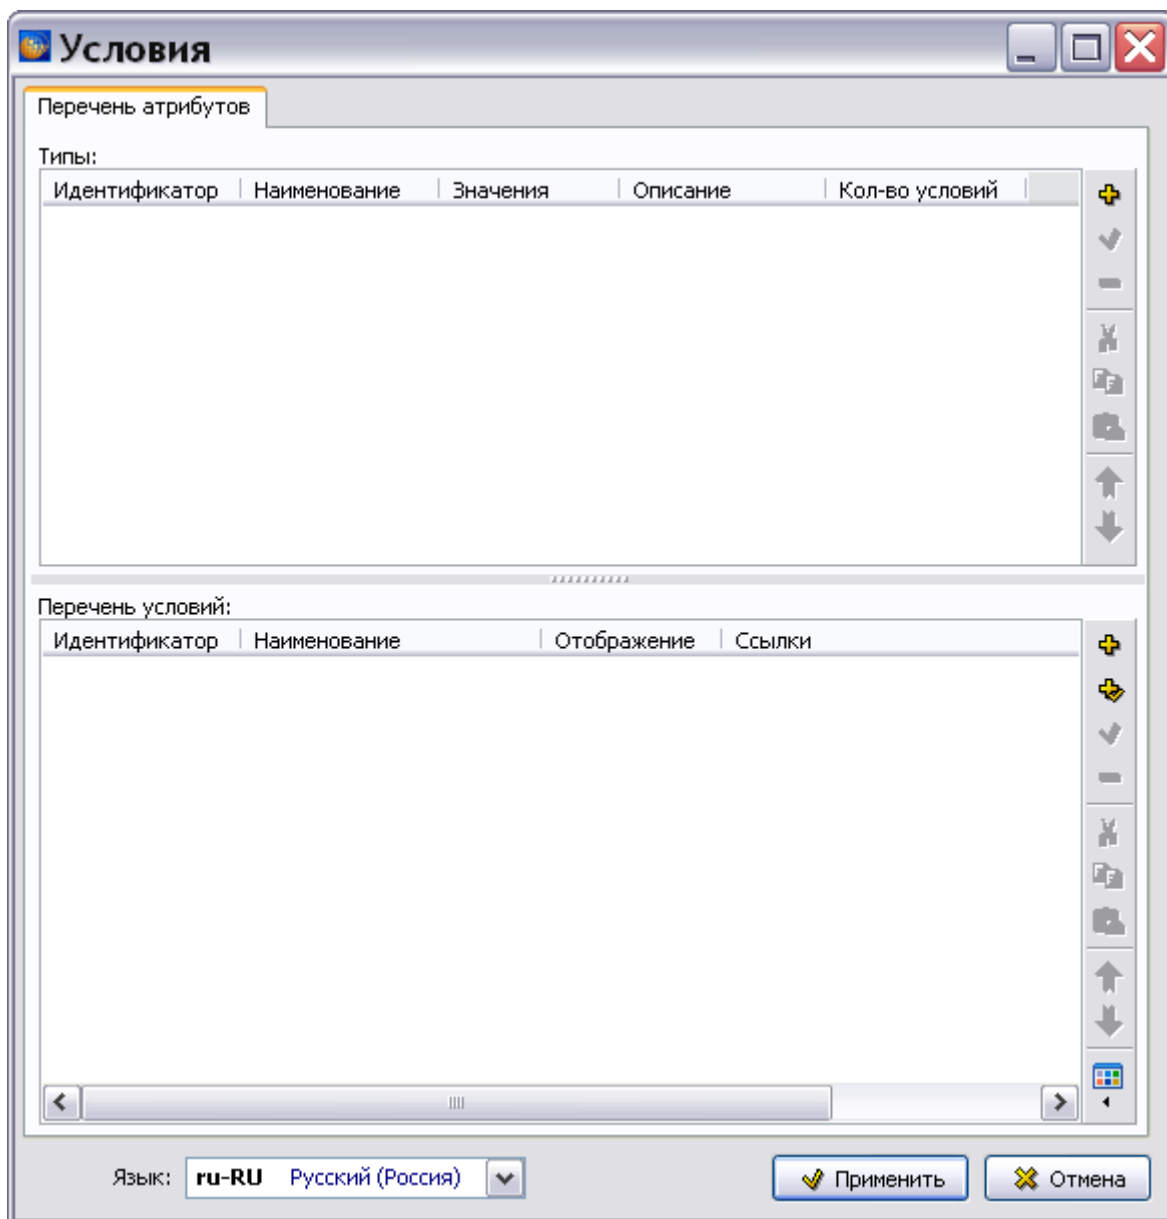 Условия
Перечень атрибутов
Типы:
Идентификатор Наименование Значения Описание Кол-во условий
Перечень условий:
Идентификатор Наименование Отображение Ссылки
Язык: ru-RU Русский (Россия) Применить Отмена